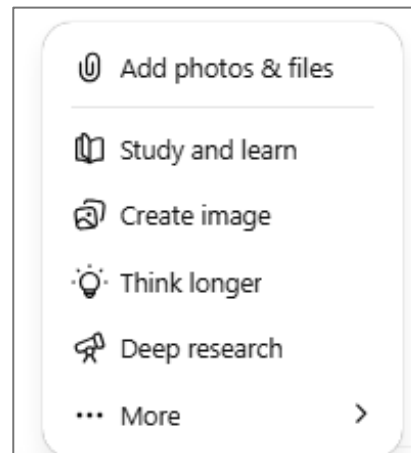 Add photos & files
Study and learn
Create image
Think longer
Deep research
More